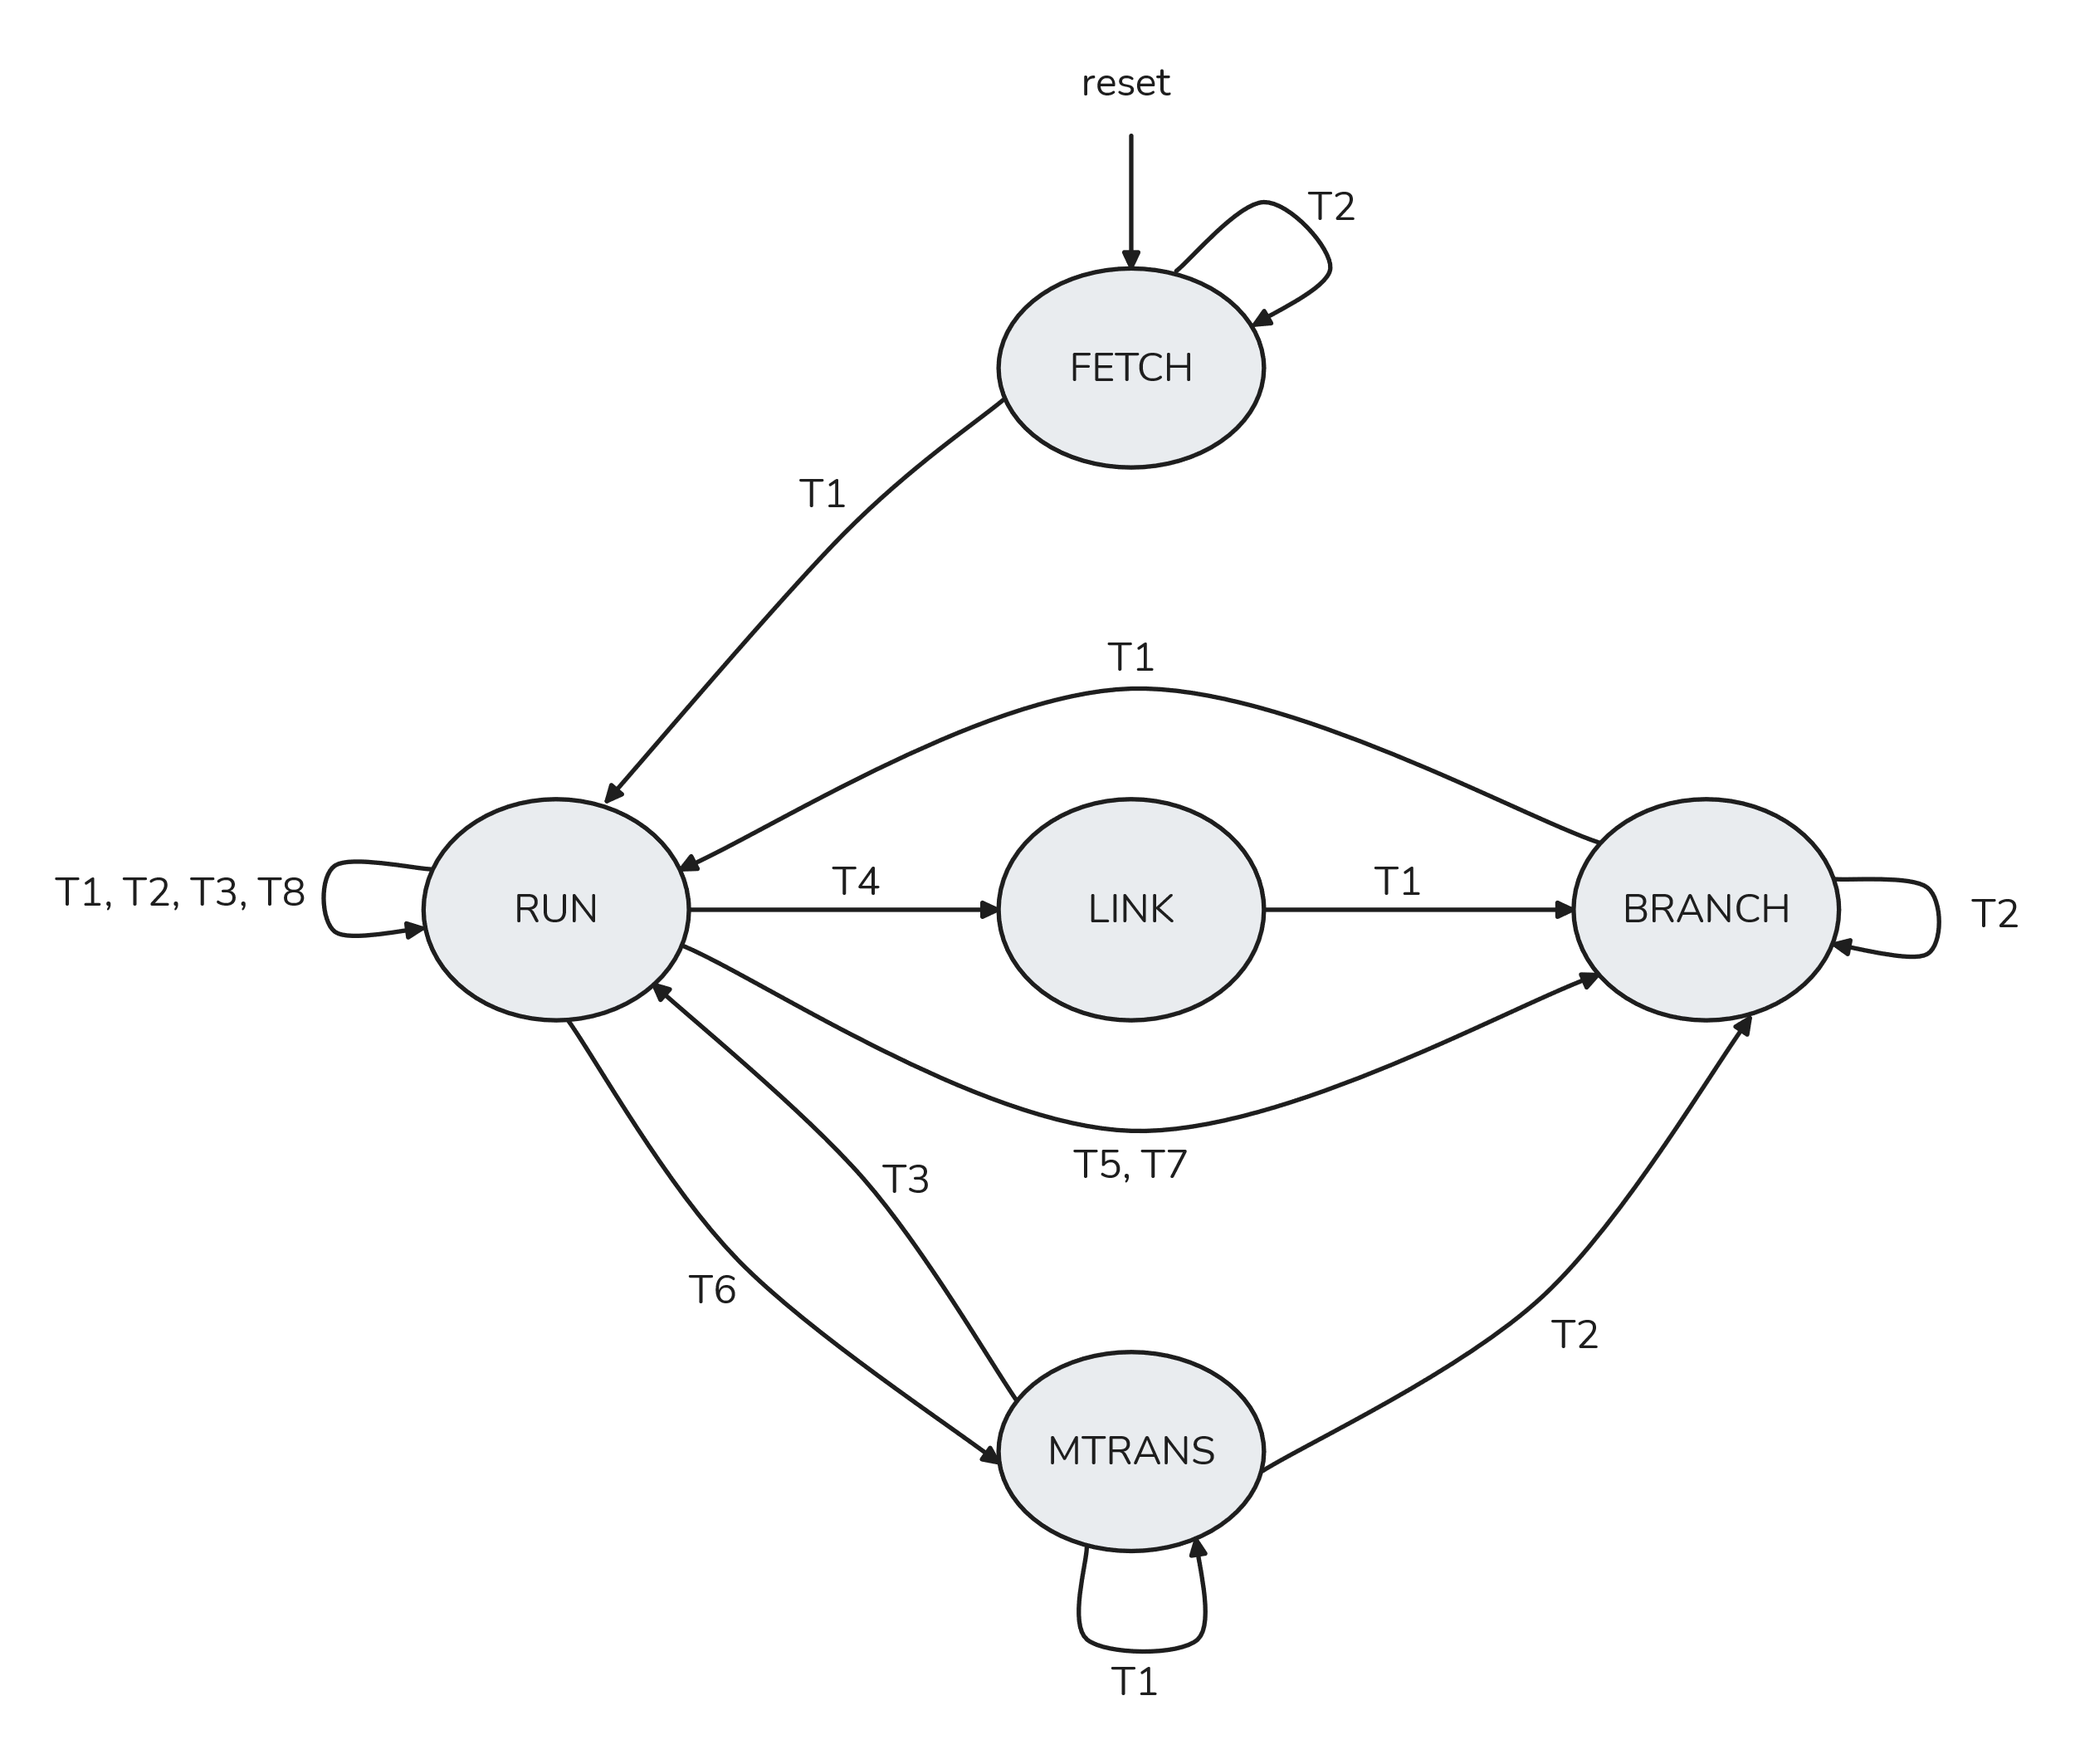 reset
T2
FETCH
T1
T1
T1, T2, T3, T8
RUN
T4
LINK
T1
BRANCH
T2
T5, T7
T3
T6
T2
MTRANS
T1